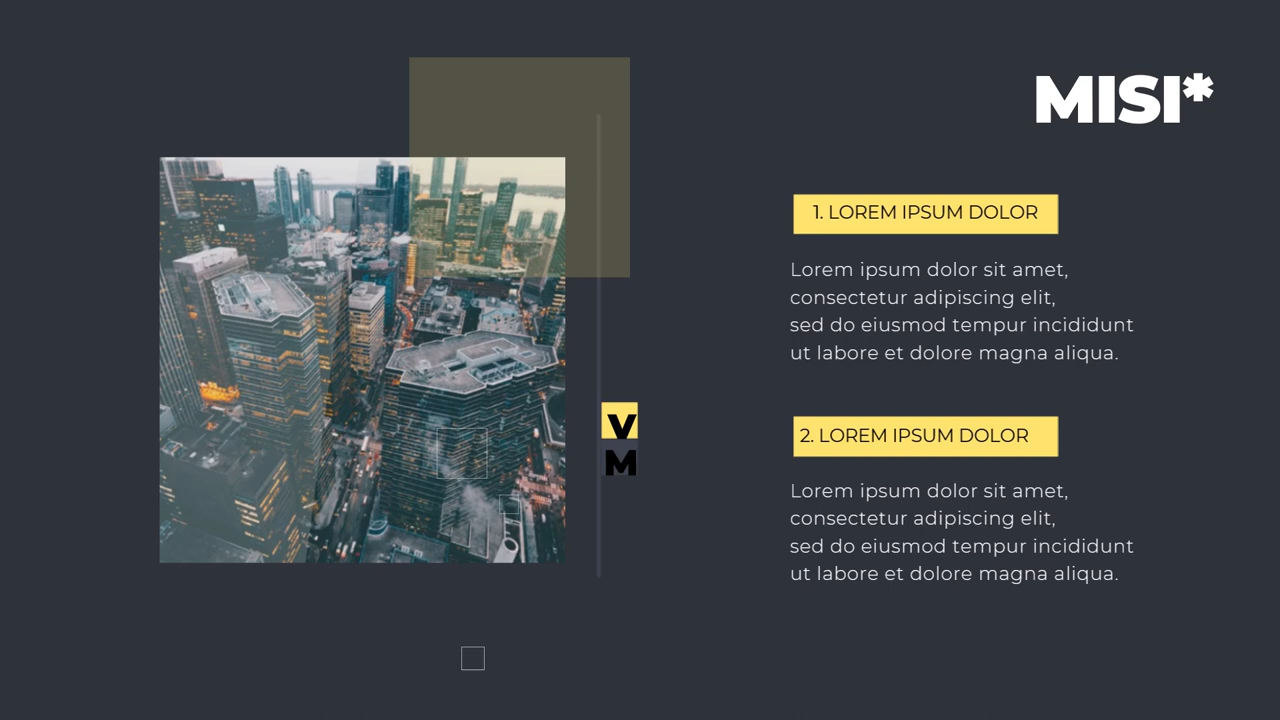 MISI*
1. LOREM IPSUM DOLOR
Lorem ipsum dolor sit amet,
consectetur adipiscing elit,
sed do eiusmod tempur incididunt
ut labore et dolore magna aliqua.
V
M
2. LOREM IPSUM DOLOR
Lorem ipsum dolor sit amet,
consectetur adipiscing elit,
sed do eiusmod tempur incididunt
ut labore et dolore magna aliqua.